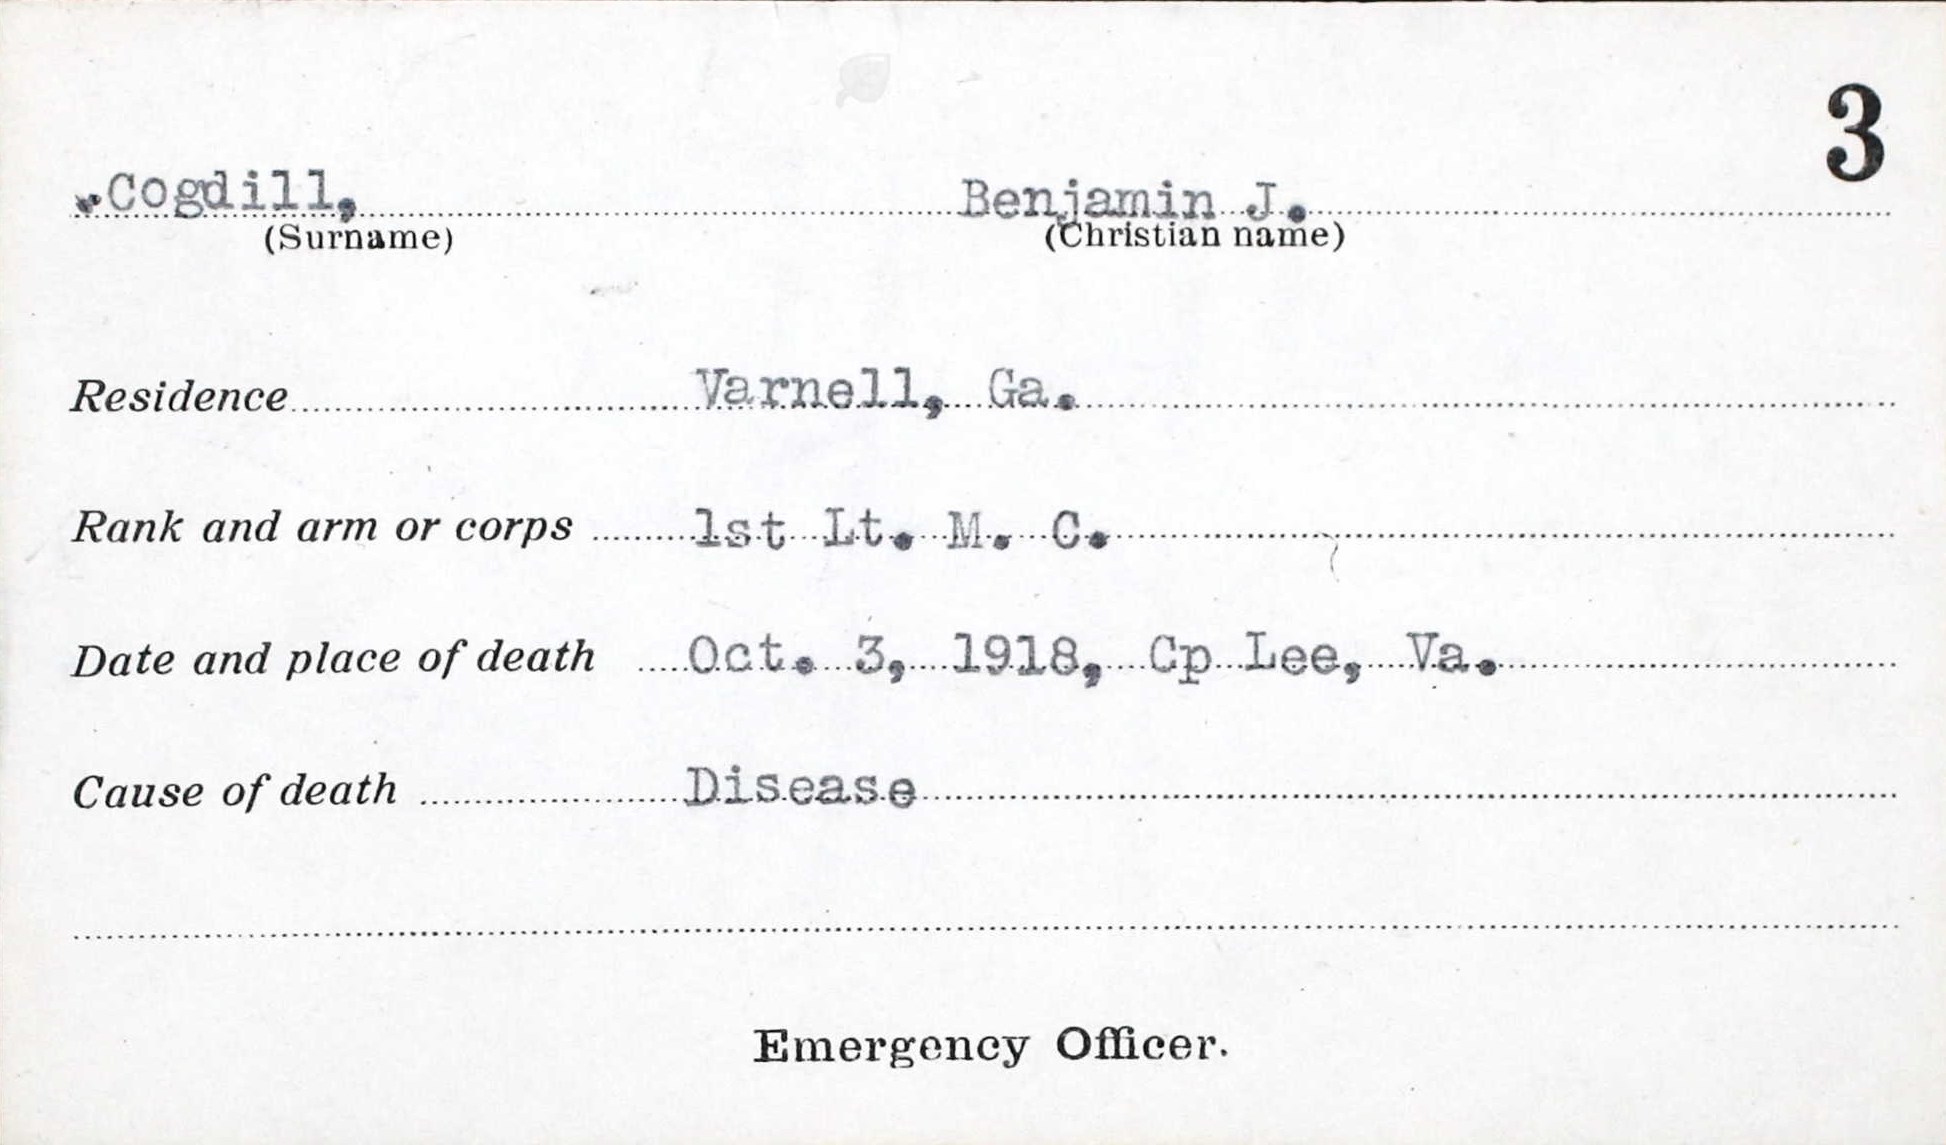 3
Cogdill, Benjamin J.
(Surname) (Christian name)
Residence Varnell, Ga.
Rank and arm or corps 1st Lt. M. C.
Date and place of death Oct. 3, 1918, Cp Lee, Va.
Cause of death Disease
Emergency Officer.